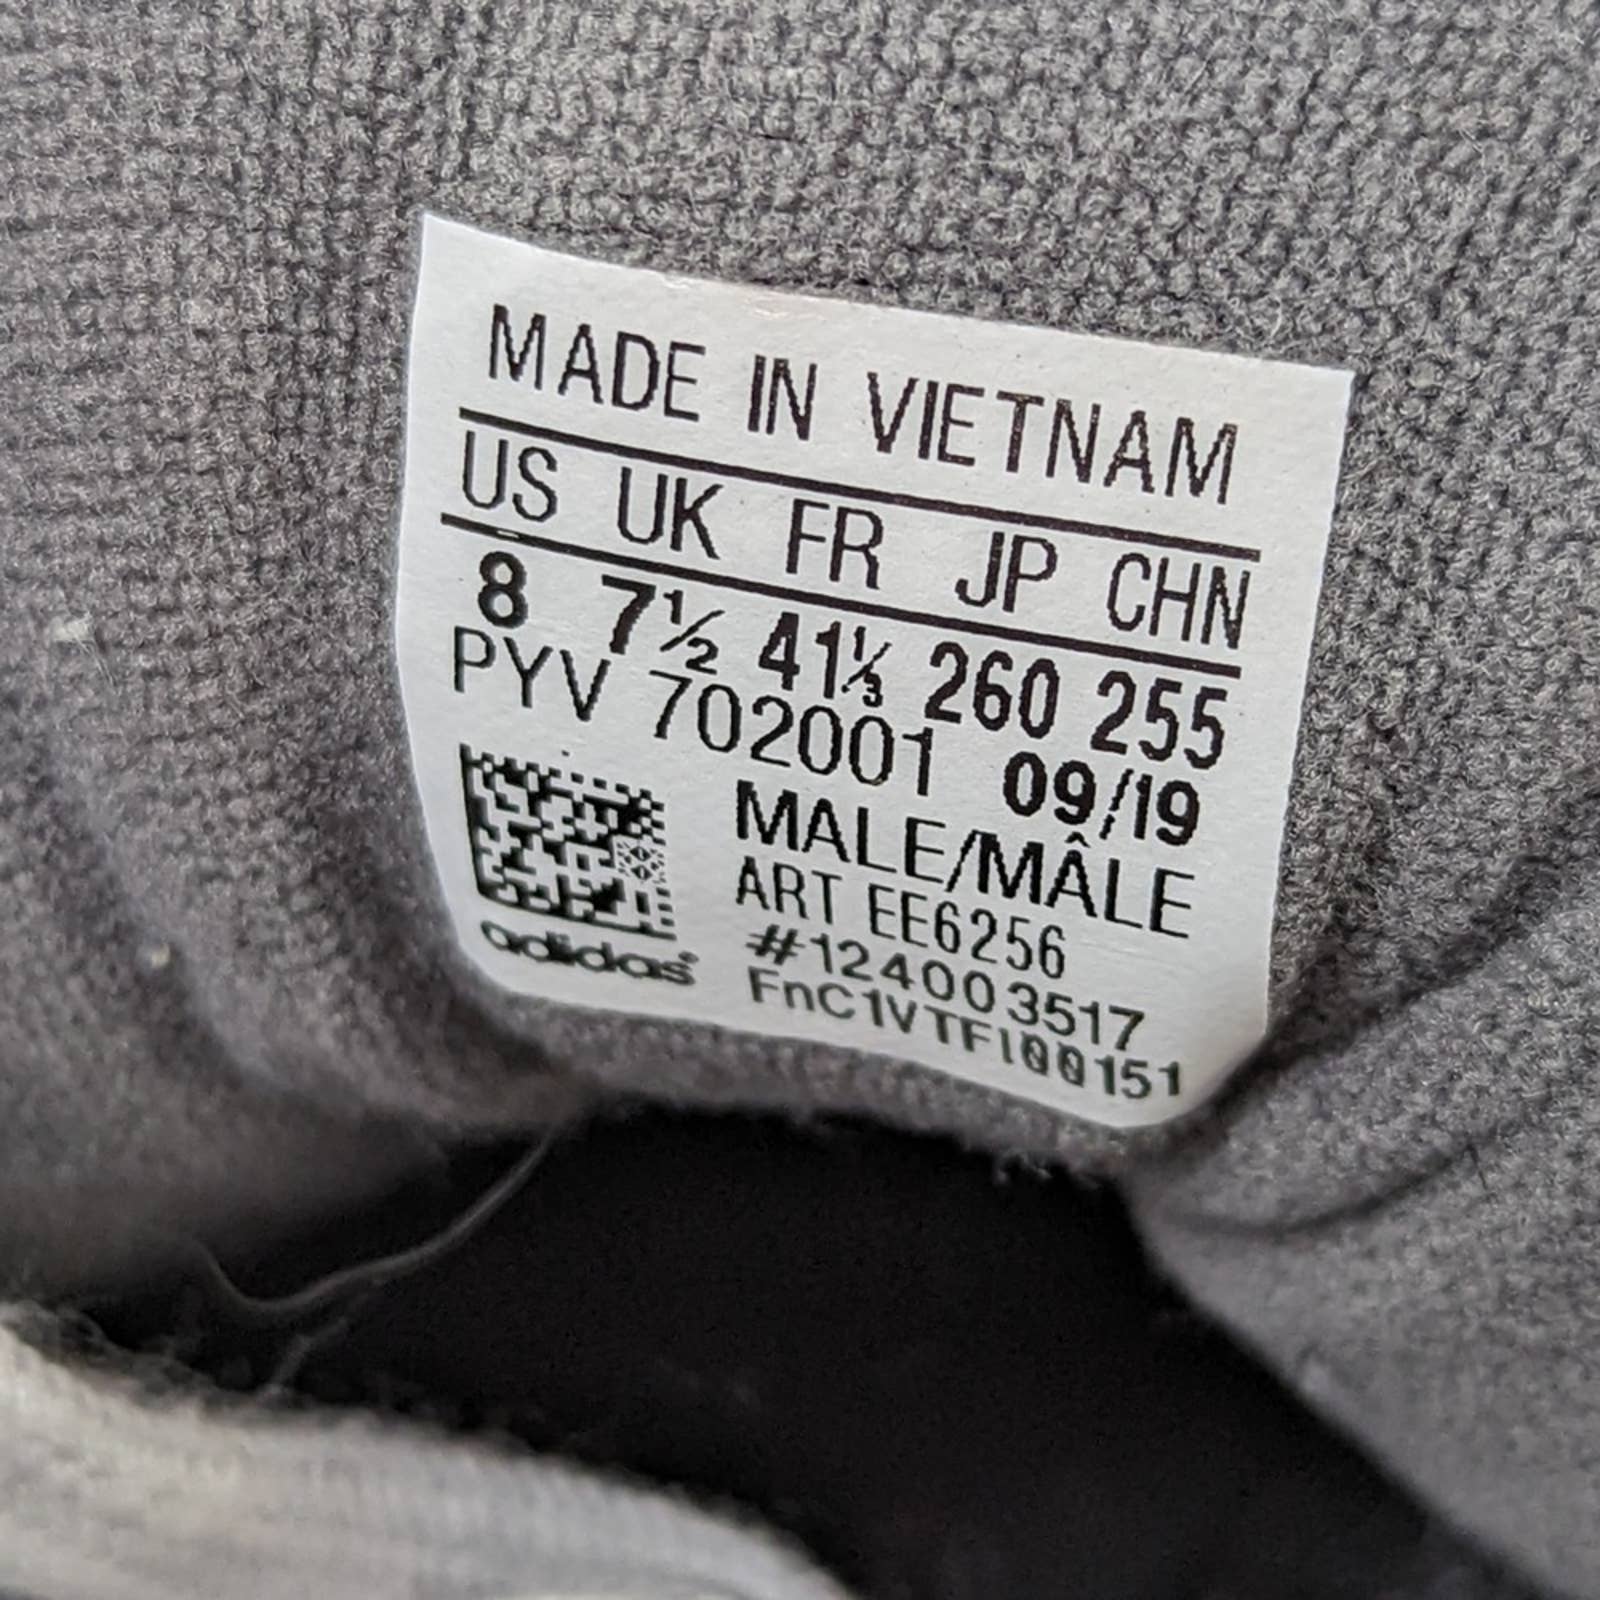 MADE IN VIETNAM
US UK FR JP CHN
8 7½ 41⅓ 260 255
PYV 702001 09/19
MALE/MÂLE
ART EE6256
#124003517
FnC1VTFI00151
adidas